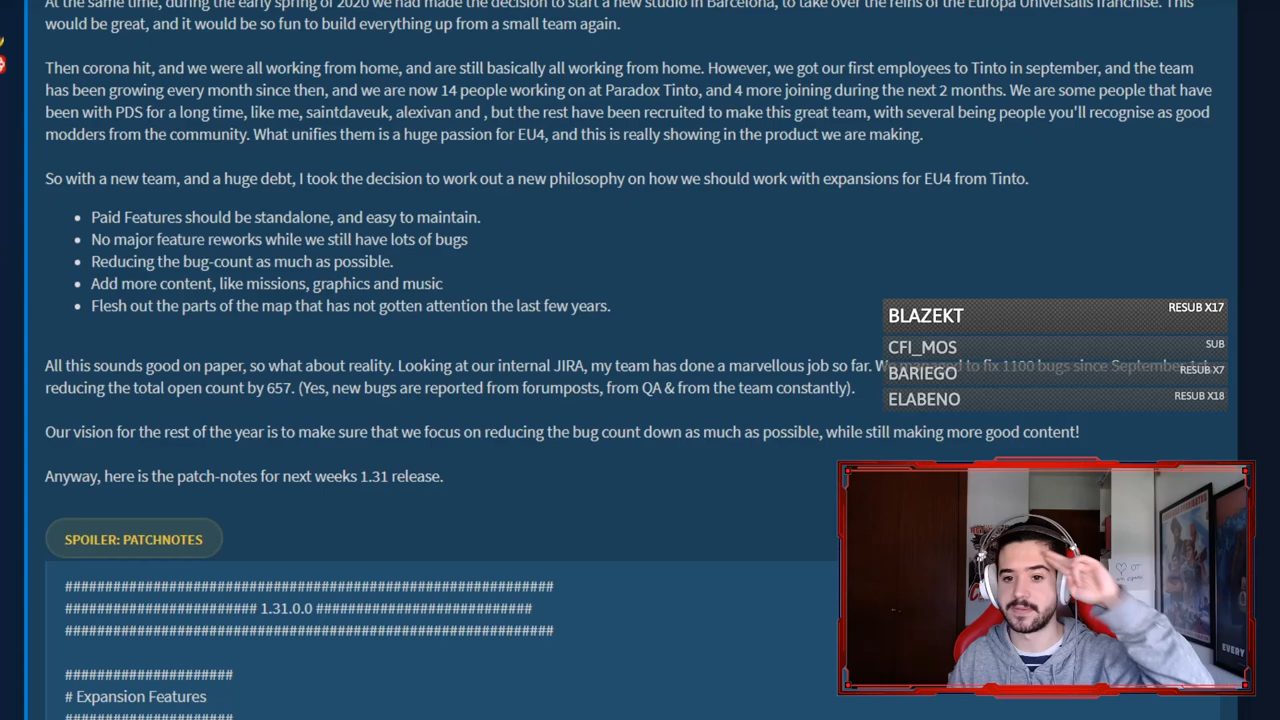 At the same time, during the early spring of 2020 we had made the decision to start a new studio in Barcelona, to take over the reins of the Europa Universalis franchise. This
would be great, and it would be so fun to build everything up from a small team again.
Then corona hit, and we were all working from home, and are still basically all working from home. However, we got our first employees to Tinto in september, and the team
has been growing every month since then, and we are now 14 people working on at Paradox Tinto, and 4 more joining during the next 2 months. We are some people that have
been with PDS for a long time, like me, saintdaveuk, alexivan and , but the rest have been recruited to make this great team, with several being people you'll recognise as good
modders from the community. What unifies them is a huge passion for EU4, and this is really showing in the product we are making.
So with a new team, and a huge debt, I took the decision to work out a new philosophy on how we should work with expansions for EU4 from Tinto.
• Paid Features should be standalone, and easy to maintain.
• No major feature reworks while we still have lots of bugs
• Reducing the bug-count as much as possible.
• Add more content, like missions, graphics and music
• Flesh out the parts of the map that has not gotten attention the last few years.
BLAZEKT RESUB X17
CFI_MOS SUB
BARIEGO RESUB X7
ELABENO RESUB X18
All this sounds good on paper, so what about reality. Looking at our internal JIRA, my team has done a marvellous job so far. We to fix 1100 bugs since September
reducing the total open count by 657. (Yes, new bugs are reported from forumposts, from QA & from the team constantly).
Our vision for the rest of the year is to make sure that we focus on reducing the bug count down as much as possible, while still making more good content!
Anyway, here is the patch-notes for next weeks 1.31 release.
SPOILER: PATCHNOTES
#############################################################
######################## 1.31.0.0 ###########################
#############################################################
#####################
# Expansion Features
#####################
EVERY